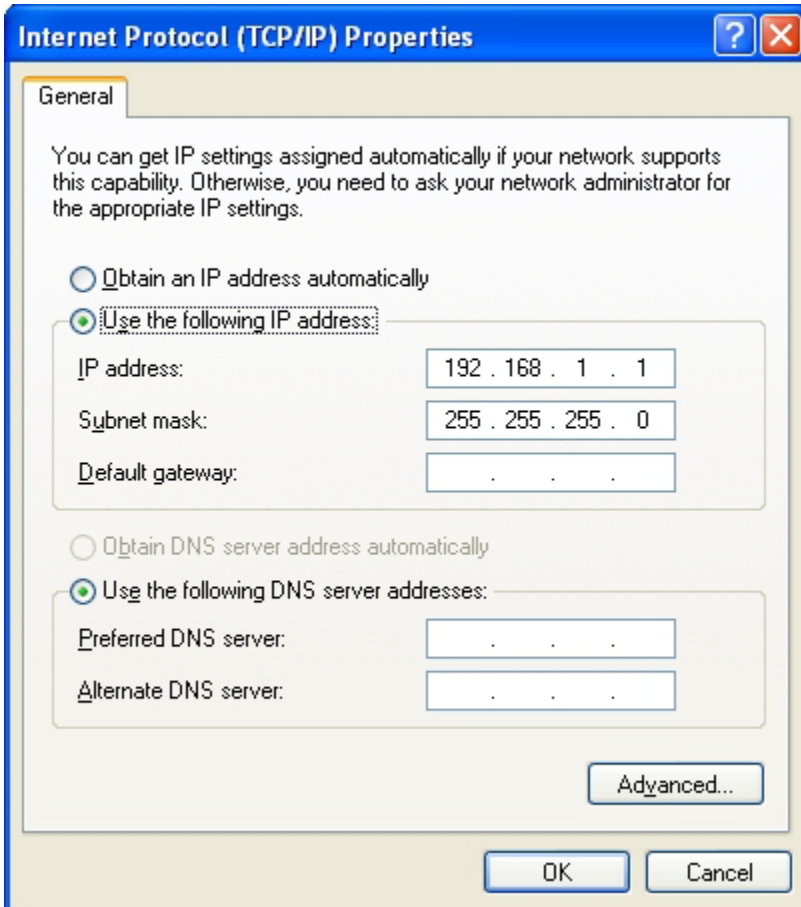 Internet Protocol (TCP/IP) Properties
General
You can get IP settings assigned automatically if your network supports
this capability. Otherwise, you need to ask your network administrator for
the appropriate IP settings.
Obtain an IP address automatically
Use the following IP address:
IP address: 192 . 168 . 1 . 1
Subnet mask: 255 . 255 . 255 . 0
Default gateway: . . .
Obtain DNS server address automatically
Use the following DNS server addresses:
Preferred DNS server: . . .
Alternate DNS server: . . .
Advanced...
OK Cancel